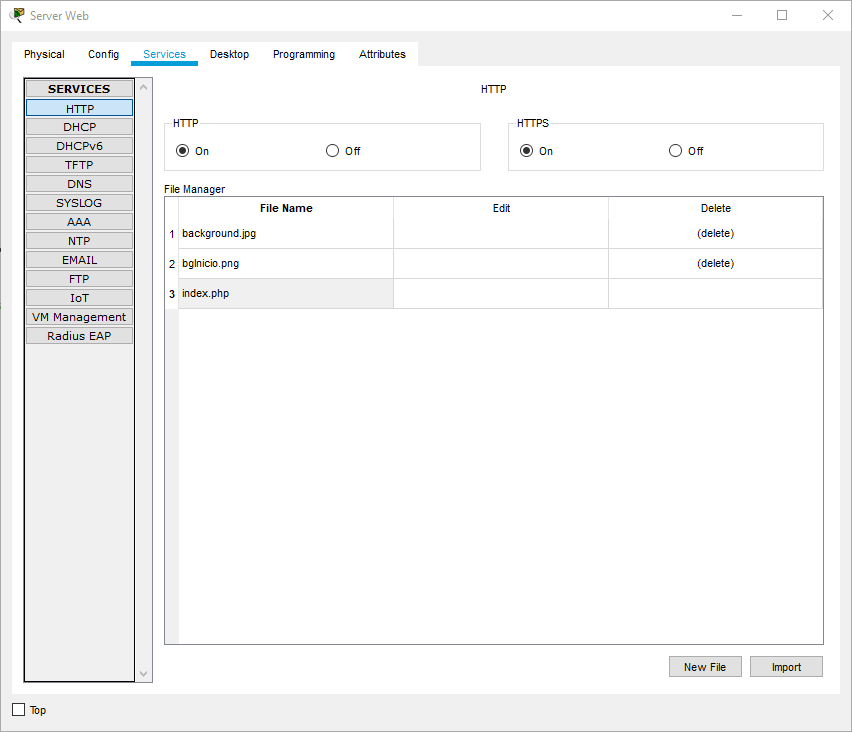 Server Web
Physical Config Services Desktop Programming Attributes
SERVICES
HTTP
DHCP
DHCPv6
TFTP
DNS
SYSLOG
AAA
NTP
EMAIL
FTP
IoT
VM Management
Radius EAP
HTTP
HTTP
On Off
HTTPS
On Off
File Manager
File Name Edit Delete
1 background.jpg (delete)
2 bgInicio.png (delete)
3 index.php
New File Import
Top